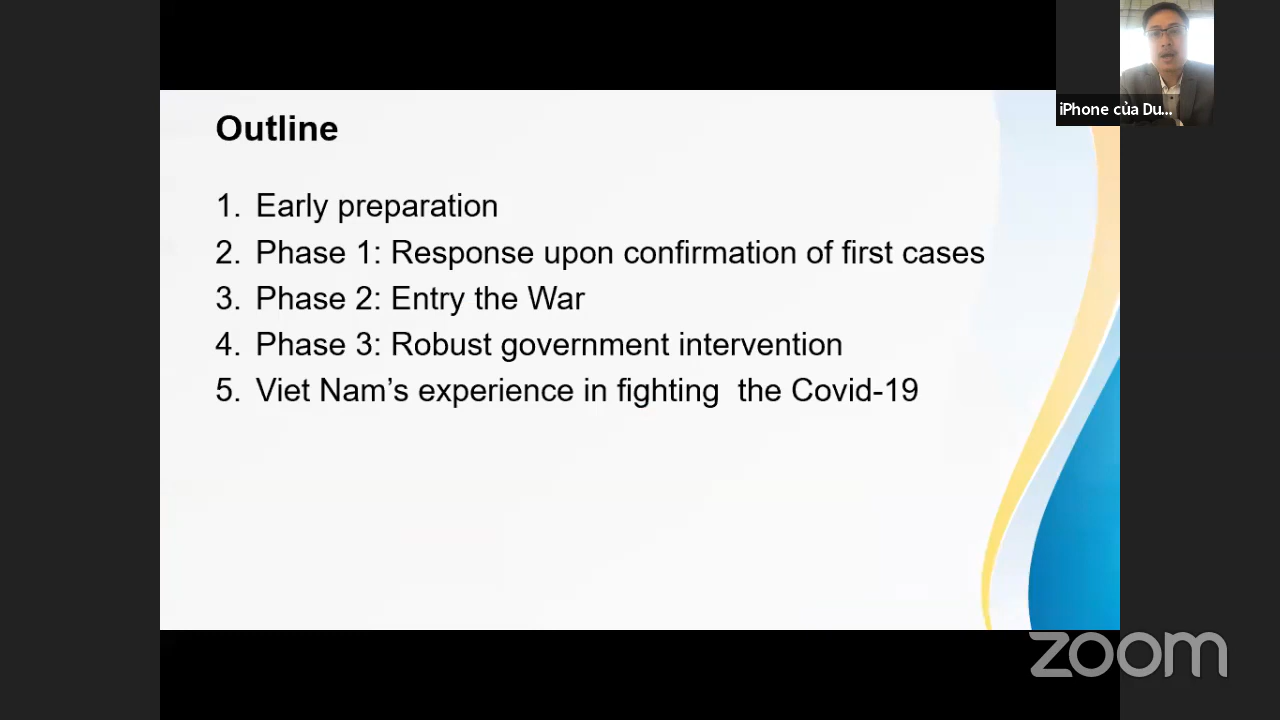 iPhone của Du...
Outline
1. Early preparation
2. Phase 1: Response upon confirmation of first cases
3. Phase 2: Entry the War
4. Phase 3: Robust government intervention
5. Viet Nam’s experience in fighting  the Covid-19
zoom